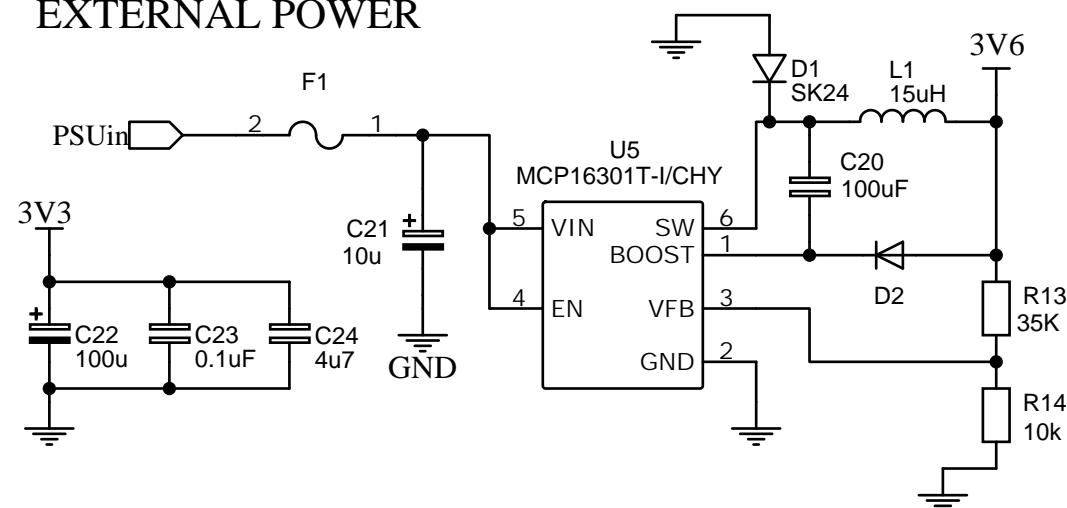 EXTERNAL POWER
F1
PSUin
2
1
3V3
+
C22
100u
C23
0.1uF
C24
4u7
+
C21
10u
GND
U5
MCP16301T-I/CHY
5
VIN
4
EN
SW
6
BOOST
1
VFB
3
GND
2
D1
SK24
L1
15uH
3V6
C20
100uF
D2
R13
35K
R14
10k